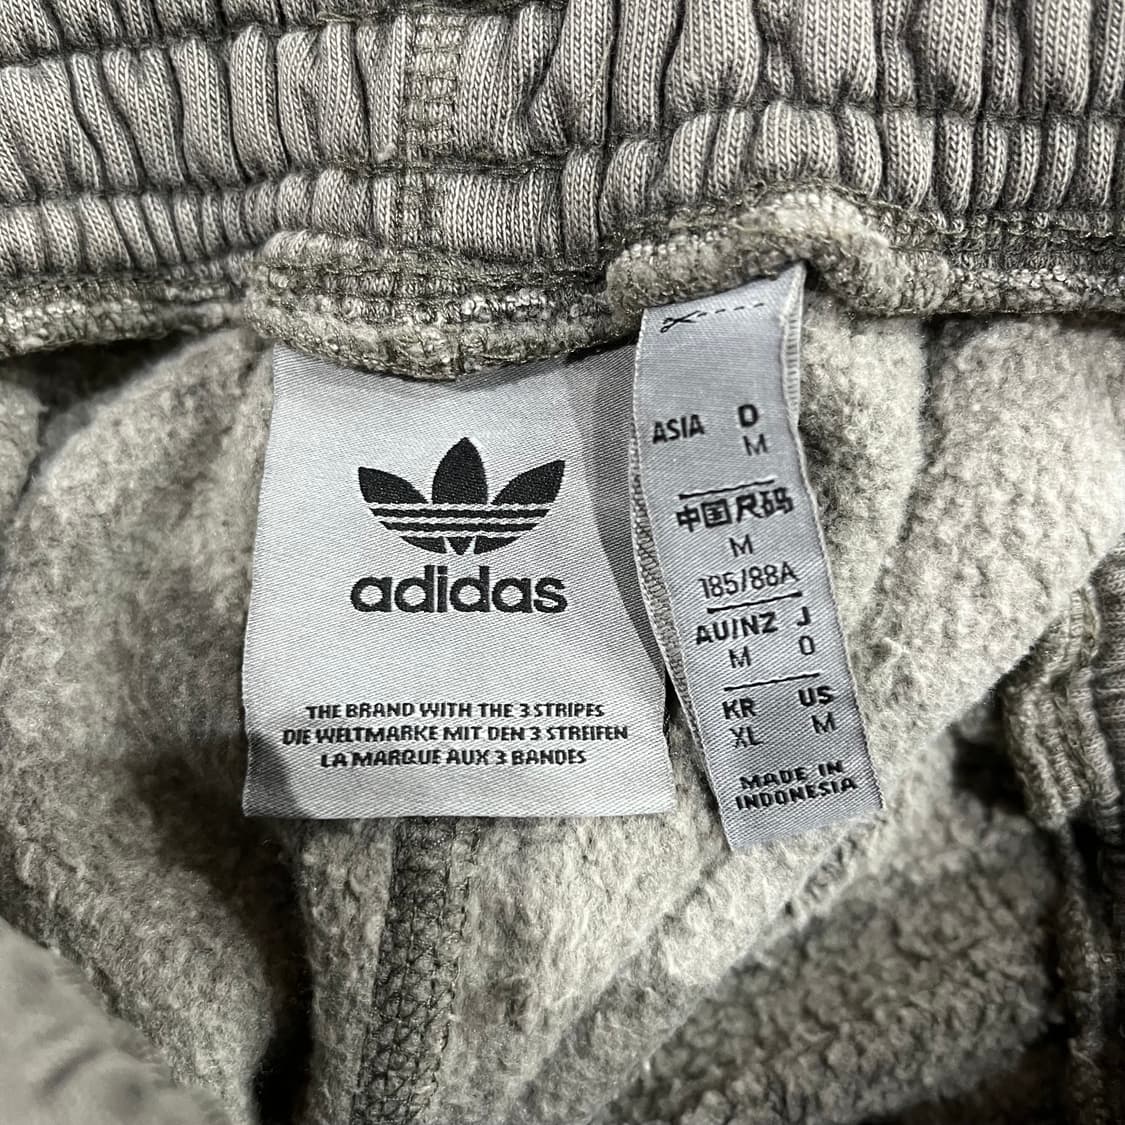 adidas
THE BRAND WITH THE 3 STRIPES
DIE WELTMARKE MIT DEN 3 STREIFEN
LA MARQUE AUX 3 BANDES
ASIA D
M
中国尺码
M
185/88A
AU/NZ J
M O
KR US
XL M
MADE IN
INDONESIA